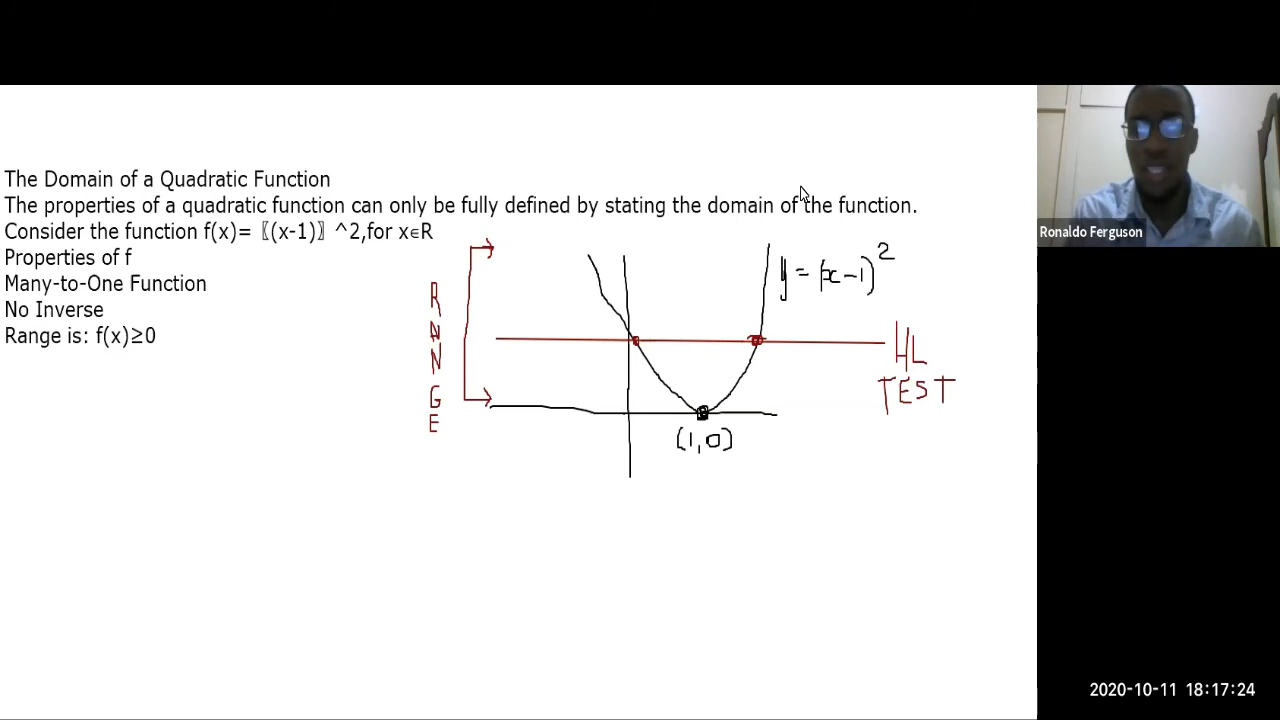 The Domain of a Quadratic Function
The properties of a quadratic function can only be fully defined by stating the domain of the function.
Consider the function f(x)= 〖(x-1)〗^2,for x∈R
Properties of f
Many-to-One Function
No Inverse
Range is: f(x)≥0
RANGE
y = (x-1)²
HL
TEST
(1,0)
Ronaldo Ferguson
2020-10-11 18:17:24